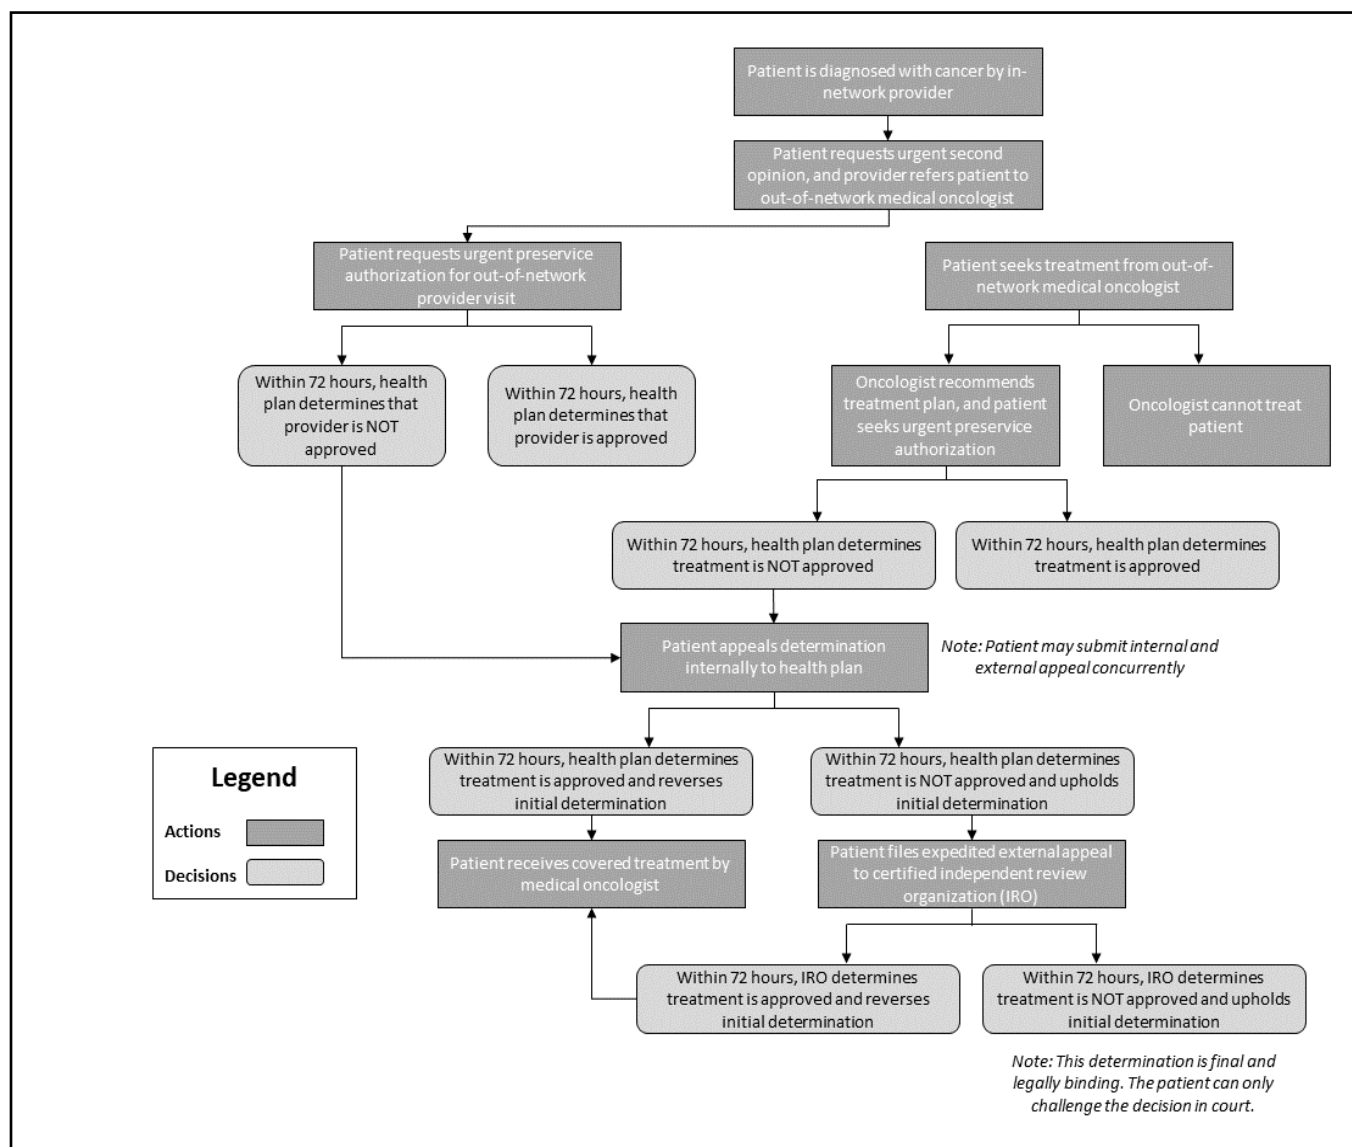 Patient is diagnosed with cancer by in-
network provider
Patient requests urgent second
opinion, and provider refers patient to
out-of-network medical oncologist
Patient requests urgent preservice
authorization for out-of-network
provider visit
Patient seeks treatment from out-of-
network medical oncologist
Within 72 hours, health
plan determines that
provider is NOT
approved
Within 72 hours, health
plan determines that
provider is approved
Oncologist recommends
treatment plan, and patient
seeks urgent preservice
authorization
Oncologist cannot treat
patient
Within 72 hours, health plan determines
treatment is NOT approved
Within 72 hours, health plan determines
treatment is approved
Patient appeals determination
internally to health plan
Note: Patient may submit internal and
external appeal concurrently
Within 72 hours, health plan determines
treatment is approved and reverses
initial determination
Within 72 hours, health plan determines
treatment is NOT approved and upholds
initial determination
Legend
Actions
Decisions
Patient receives covered treatment by
medical oncologist
Patient files expedited external appeal
to certified independent review
organization (IRO)
Within 72 hours, IRO determines
treatment is approved and reverses
initial determination
Within 72 hours, IRO determines
treatment is NOT approved and upholds
initial determination
Note: This determination is final and
legally binding. The patient can only
challenge the decision in court.